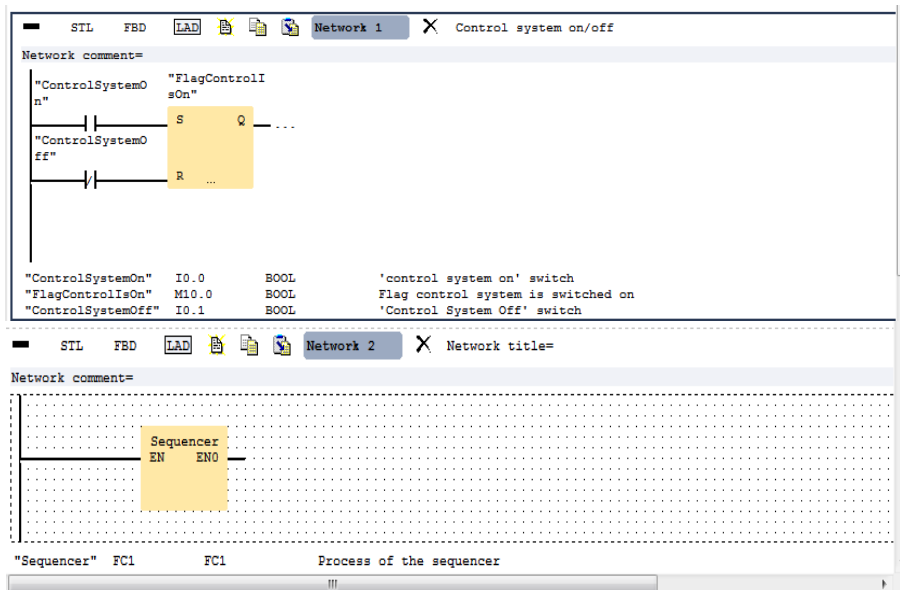 STL FBD LAD Network 1 Control system on/off
Network comment=
"ControlSystemO
n"
"FlagControlI
sOn"
S Q ...
"ControlSystemO
ff"
R ...
"ControlSystemOn" I0.0 BOOL 'control system on' switch
"FlagControlIsOn" M10.0 BOOL Flag control system is switched on
"ControlSystemOff" I0.1 BOOL 'Control System Off' switch
STL FBD LAD Network 2 Network title=
Network comment=
Sequencer
EN ENO
"Sequencer" FC1 FC1 Process of the sequencer